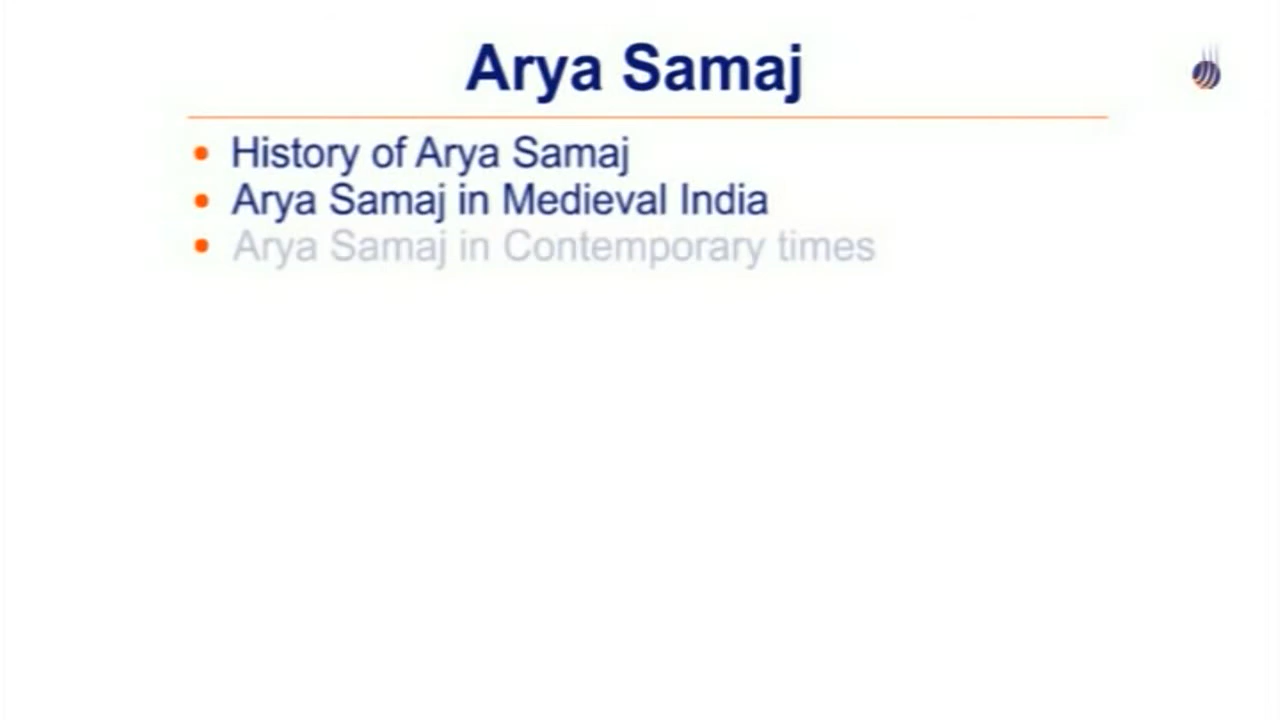 Arya Samaj
• History of Arya Samaj
• Arya Samaj in Medieval India
• Arya Samaj in Contemporary times